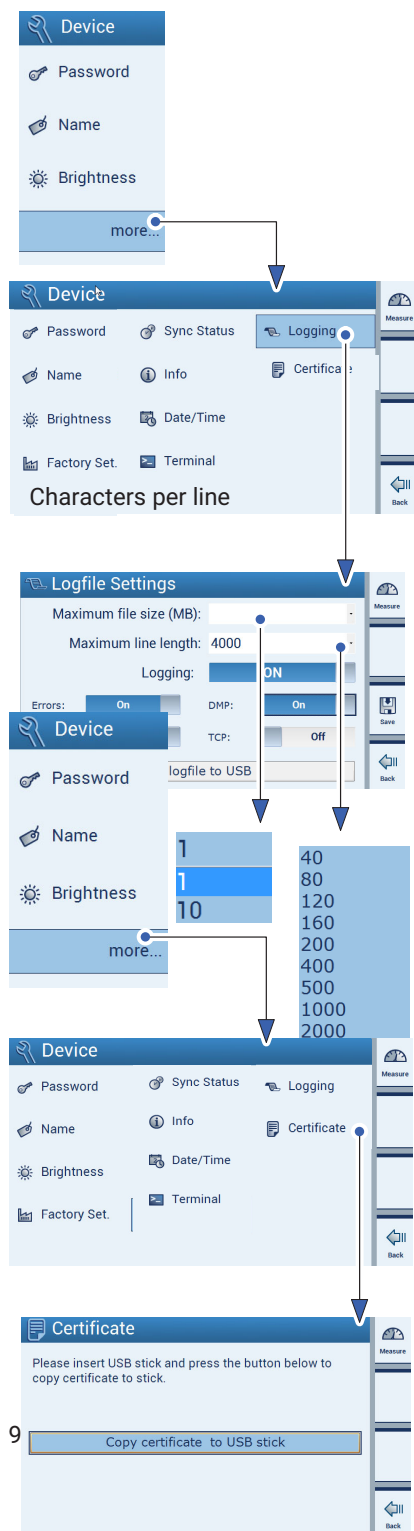 Device
Password
Name
Brightness
more...
Device
Measure
Password
Sync Status
Logging
Name
Info
Certificate
Brightness
Date/Time
Factory Set.
Terminal
Characters per line
Back
Logfile Settings
Measure
Maximum file size (MB):
Maximum line length: 4000
Logging: ON
Errors: On DMP: On
Save
TCP: Off
logfile to USB
Back
Device
Password
Name
Brightness
more...
1
1
10
40
80
120
160
200
400
500
1000
2000
Device
Measure
Password
Sync Status
Logging
Name
Info
Certificate
Brightness
Date/Time
Factory Set.
Terminal
Back
Certificate
Measure
Please insert USB stick and press the button below to
copy certificate to stick.
9
Copy certificate to USB stick
Back